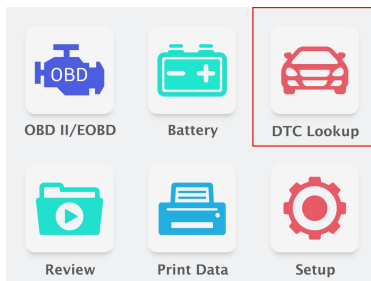 OBD
OBD II/EOBD
Battery
DTC Lookup
Review
Print Data
Setup